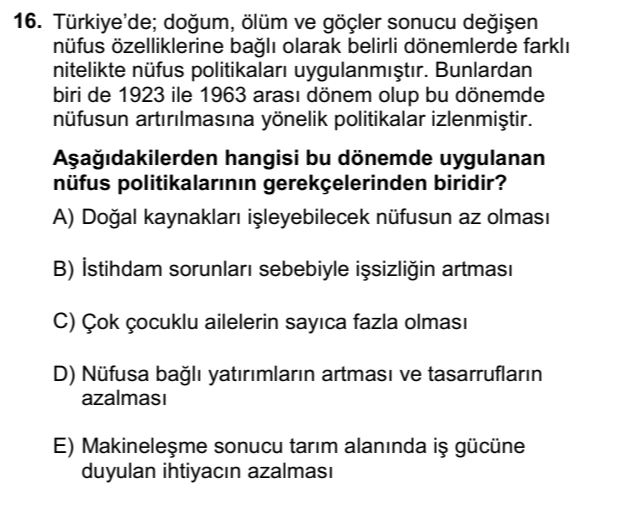 16. Türkiye’de; doğum, ölüm ve göçler sonucu değişen
nüfus özelliklerine bağlı olarak belirli dönemlerde farklı
nitelikte nüfus politikaları uygulanmıştır. Bunlardan
biri de 1923 ile 1963 arası dönem olup bu dönemde
nüfusun artırılmasına yönelik politikalar izlenmiştir.
Aşağıdakilerden hangisi bu dönemde uygulanan
nüfus politikalarının gerekçelerinden biridir?
A) Doğal kaynakları işleyebilecek nüfusun az olması
B) İstihdam sorunları sebebiyle işsizliğin artması
C) Çok çocuklu ailelerin sayıca fazla olması
D) Nüfusa bağlı yatırımların artması ve tasarrufların
azalması
E) Makineleşme sonucu tarım alanında iş gücüne
duyulan ihtiyacın azalması